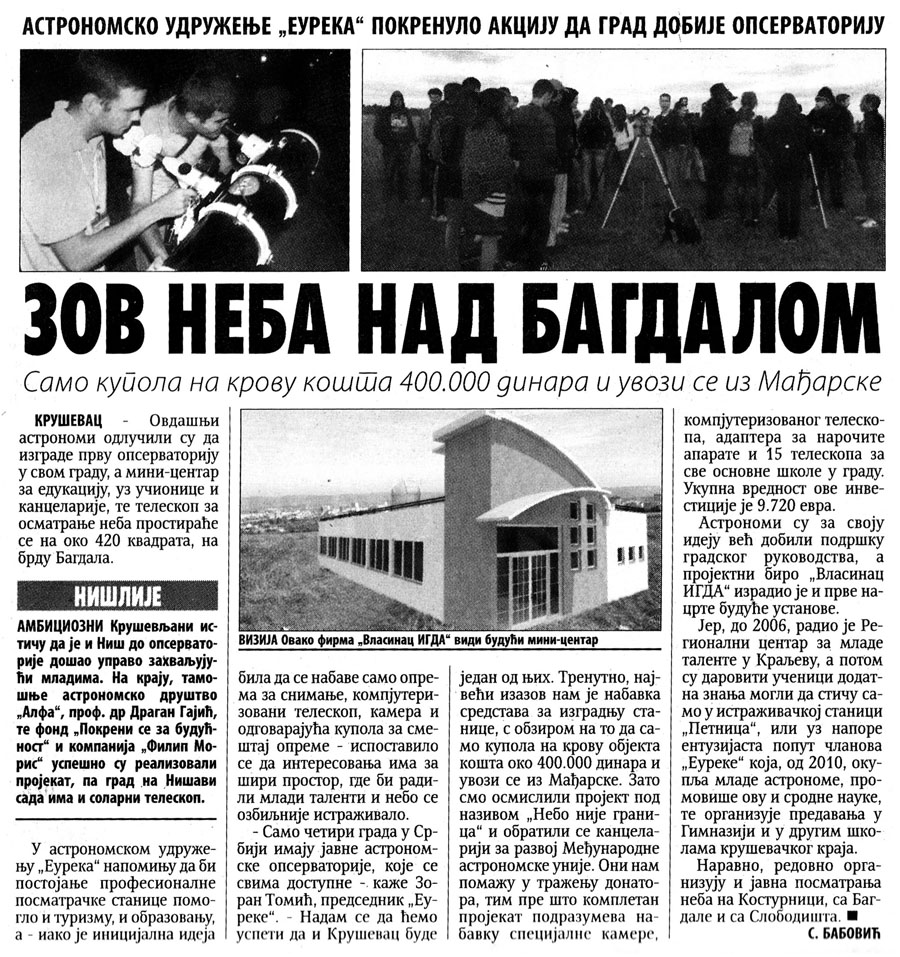 АСТРОНОМСКО УДРУЖЕЊЕ „ЕУРЕКА“ ПОКРЕНУЛО АКЦИЈУ ДА ГРАД ДОБИЈЕ ОПСЕРВАТОРИЈУ
ЗОВ НЕБА НАД БАГДАЛОМ
Само купола на крову кошта 400.000 динара и увози се из Мађарске
КРУШЕВАЦ - Овдашњи
астрономи одлучили су да
изграде прву опсерваторију
у свом граду, а мини-центар
за едукацију, уз учионице и
канцеларије, те телескоп за
осматрање неба простираће
се на око 420 квадрата, на
брду Багдала.
НИШЛИЈЕ
АМБИЦИОЗНИ Крушевљани ис-
тичу да је и Ниш до опсервато-
рије дошао управо захваљују-
ћи младима. На крају, тамо-
шње астрономско друштво
„Алфа“, проф. др Драган Гајић,
те фонд „Покрени се за будућ-
ност“ и компанија „Филип Мо-
рис“ успешно су реализовали
пројекат, па град на Нишави
сада има и соларни телескоп.
У астрономском удруже-
њу „Еурека“ напомињу да би
постојање професионалне
посматрачке станице помо-
гло и туризму, и образовању,
а - иако је иницијална идеја
ВИЗИЈА Овако фирма „Власинац ИГДА“ види будући мини-центар
била да се набаве само опре-
ма за снимање, компјутери-
зовани телескоп, камера и
одговарајућа купола за сме-
штај опреме - испоставило
се да интересовања има за
шири простор, где би ради-
ли млади таленти и небо се
озбиљније истраживало.
- Само четири града у Ср-
бији имају јавне астроном-
ске опсерваторије, које се
свима доступне - каже Зо-
ран Томић, председник „Еу-
реке“. - Надам се да ћемо
успети да и Крушевац буде
један од њих. Тренутно, нај-
већи изазов нам је набавка
средстава за изградњу ста-
нице, с обзиром на то да са-
мо купола на крову објекта
кошта око 400.000 динара и
увози се из Мађарске. Зато
смо осмислили пројект под
називом „Небо није грани-
ца“ и обратили се канцела-
рији за развој Међународне
астрономске уније. Они нам
помажу у тражењу донато-
ра, тим пре што комплетан
пројекат подразумева на-
бавку специјалне камере,
компјутеризованог телеско-
па, адаптера за нарочите
апарате и 15 телескопа за
све основне школе у граду.
Укупна вредност ове инве-
стиције је 9.720 евра.
Астрономи су за своју
идеју већ добили подршку
градског руководства, а
пројектни биро „Власинац
ИГДА“ израдио је и прве на-
црте будуће установе.
Јер, до 2006, радио је Ре-
гионални центар за младе
таленте у Краљеву, а потом
су даровити ученици додат-
на знања могли да стичу са-
мо у истраживачкој станици
„Петница“, или уз напоре
ентузијаста попут чланова
„Еуреке“ која, од 2010, оку-
пља младе астрономе, про-
мовише ову и сродне науке,
те организује предавања у
Гимназији и у другим шко-
лама крушевачког краја.
Наравно, редовно орга-
низују и јавна посматрања
неба на Костурници, са Баг-
дале и са Слободишта. ■
С. БАБОВИЋ